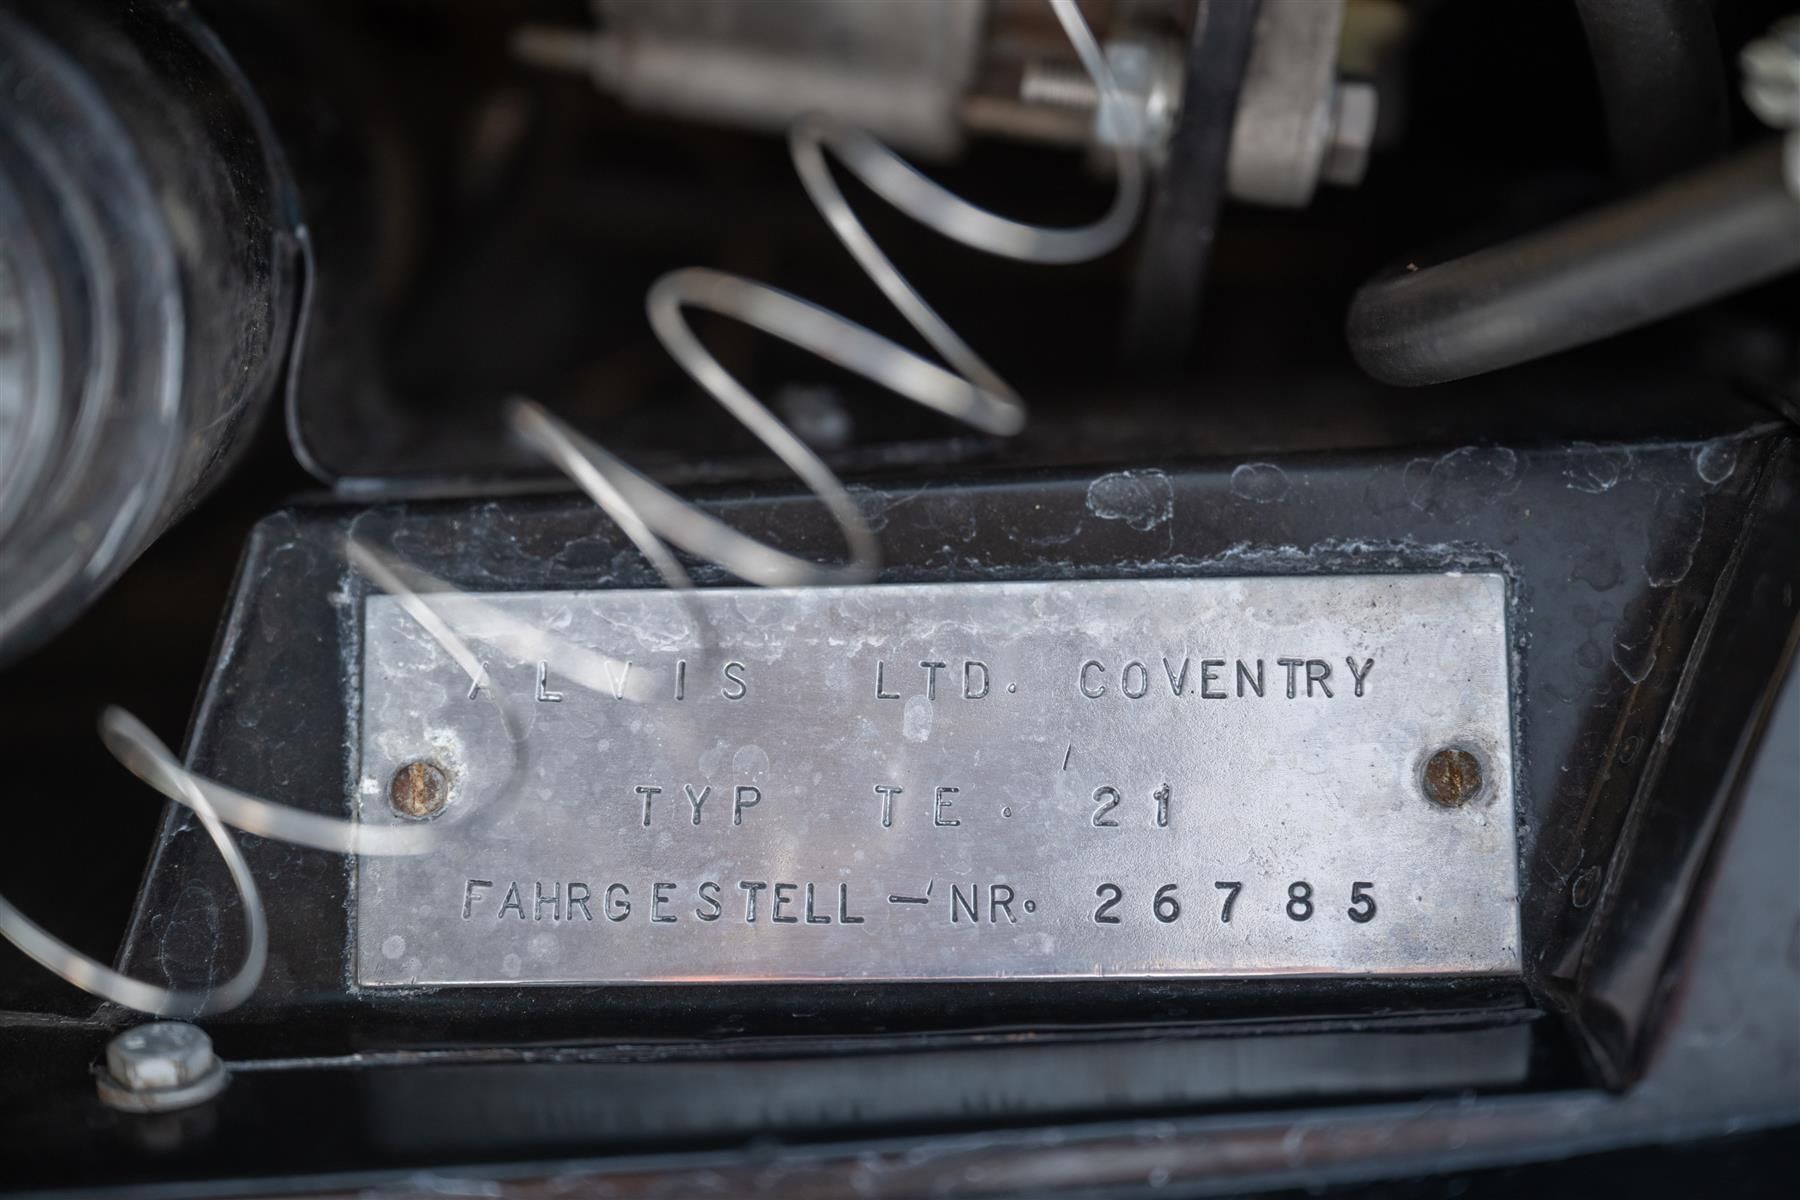 ALVIS LTD. COVENTRY
TYP TE. 21
FAHRGESTELL-NR. 26785